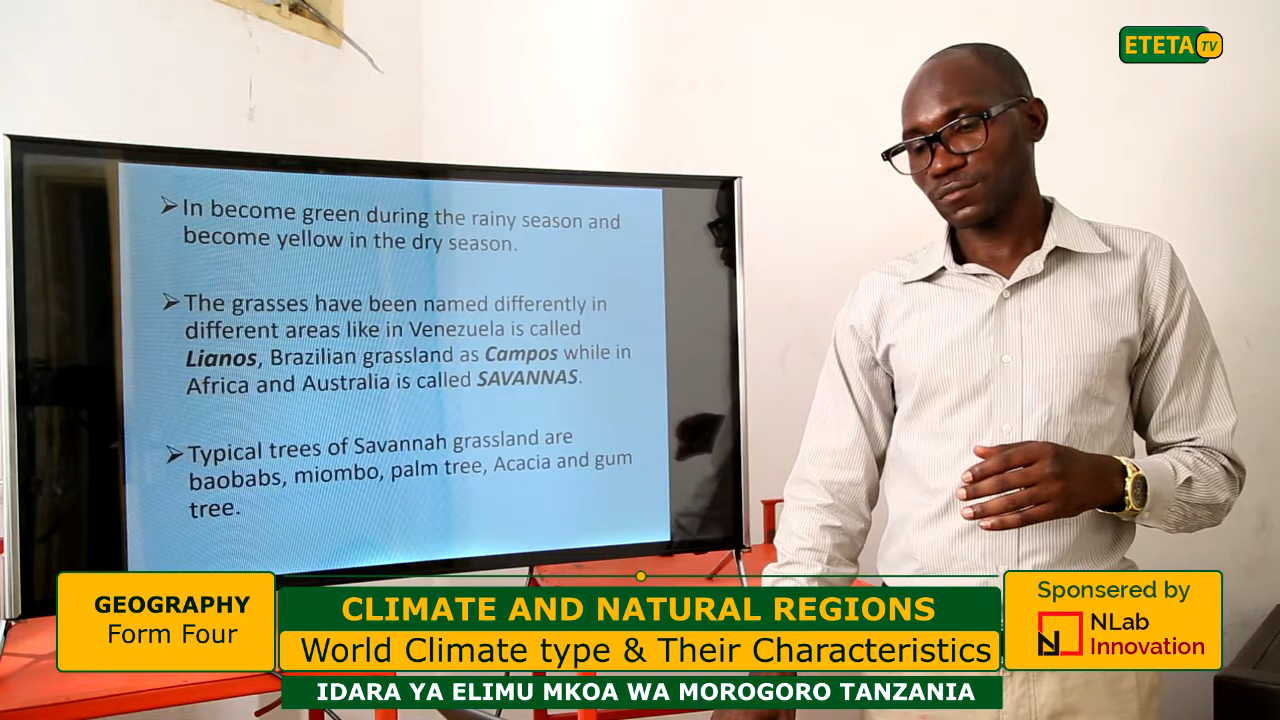 ETETA TV
➢In become green during the rainy season and
become yellow in the dry season.
➢The grasses have been named differently in
different areas like in Venezuela is called
Lianos, Brazilian grassland as Campos while in
Africa and Australia is called SAVANNAS.
➢Typical trees of Savannah grassland are
baobabs, miombo, palm tree, Acacia and gum
tree.
GEOGRAPHY
Form Four
CLIMATE AND NATURAL REGIONS
World Climate type & Their Characteristics
IDARA YA ELIMU MKOA WA MOROGORO TANZANIA
Sponsered by
NLab
Innovation